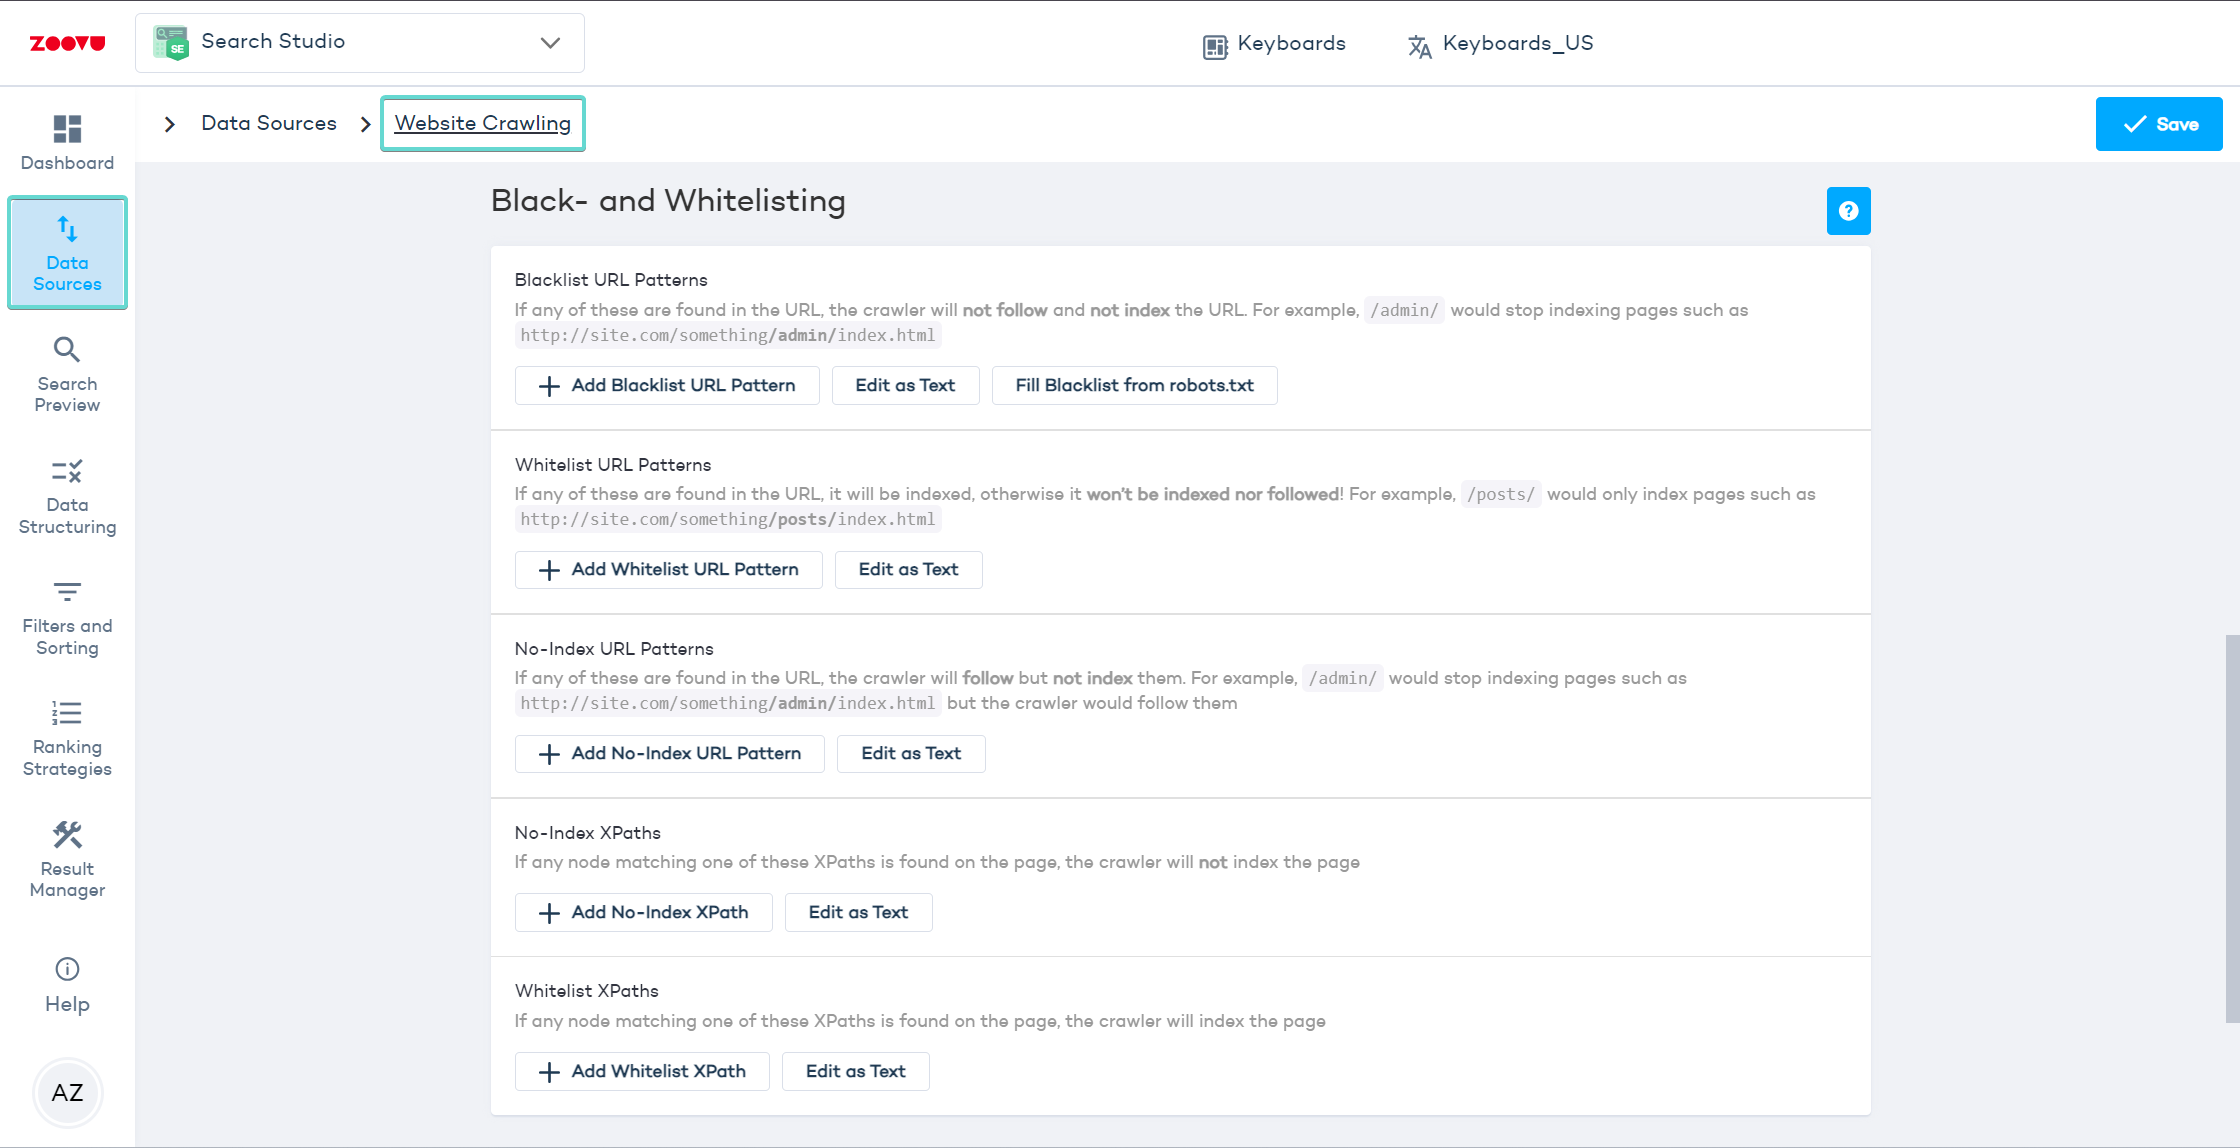 ZOOVU
SE
Search Studio
Keyboards
Keyboards_US
Data Sources
Website Crawling
Save
Dashboard
Data
Sources
Search
Preview
Data
Structuring
Filters and
Sorting
Ranking
Strategies
Result
Manager
Help
AZ
Black- and Whitelisting
?
Blacklist URL Patterns
If any of these are found in the URL, the crawler will not follow and not index the URL. For example, /admin/ would stop indexing pages such as
http://site.com/something/admin/index.html
Add Blacklist URL Pattern
Edit as Text
Fill Blacklist from robots.txt
Whitelist URL Patterns
If any of these are found in the URL, it will be indexed, otherwise it won't be indexed nor followed! For example, /posts/ would only index pages such as
http://site.com/something/posts/index.html
Add Whitelist URL Pattern
Edit as Text
No-Index URL Patterns
If any of these are found in the URL, the crawler will follow but not index them. For example, /admin/ would stop indexing pages such as
http://site.com/something/admin/index.html but the crawler would follow them
Add No-Index URL Pattern
Edit as Text
No-Index XPaths
If any node matching one of these XPaths is found on the page, the crawler will not index the page
Add No-Index XPath
Edit as Text
Whitelist XPaths
If any node matching one of these XPaths is found on the page, the crawler will index the page
Add Whitelist XPath
Edit as Text